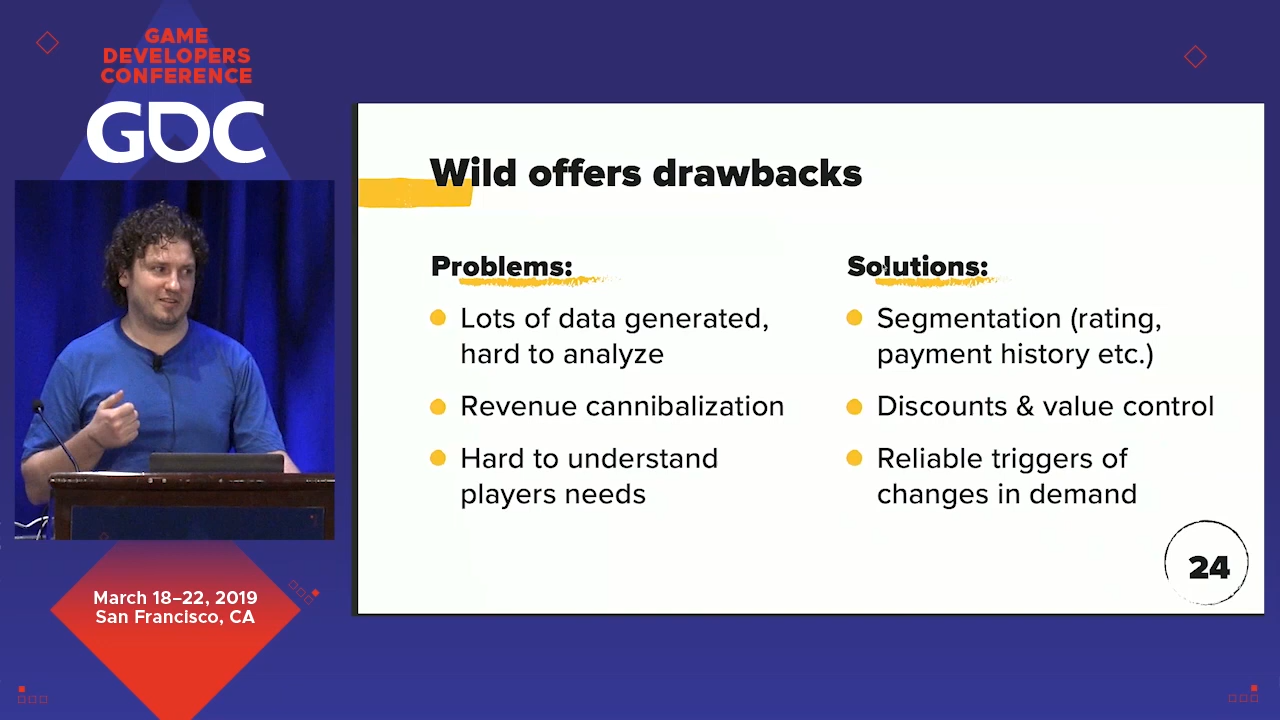 GAME
DEVELOPERS
CONFERENCE
GDC
Wild offers drawbacks
Problems:
Lots of data generated,
hard to analyze
Revenue cannibalization
Hard to understand
players needs
Solutions:
Segmentation (rating,
payment history etc.)
Discounts & value control
Reliable triggers of
changes in demand
24
March 18–22, 2019
San Francisco, CA